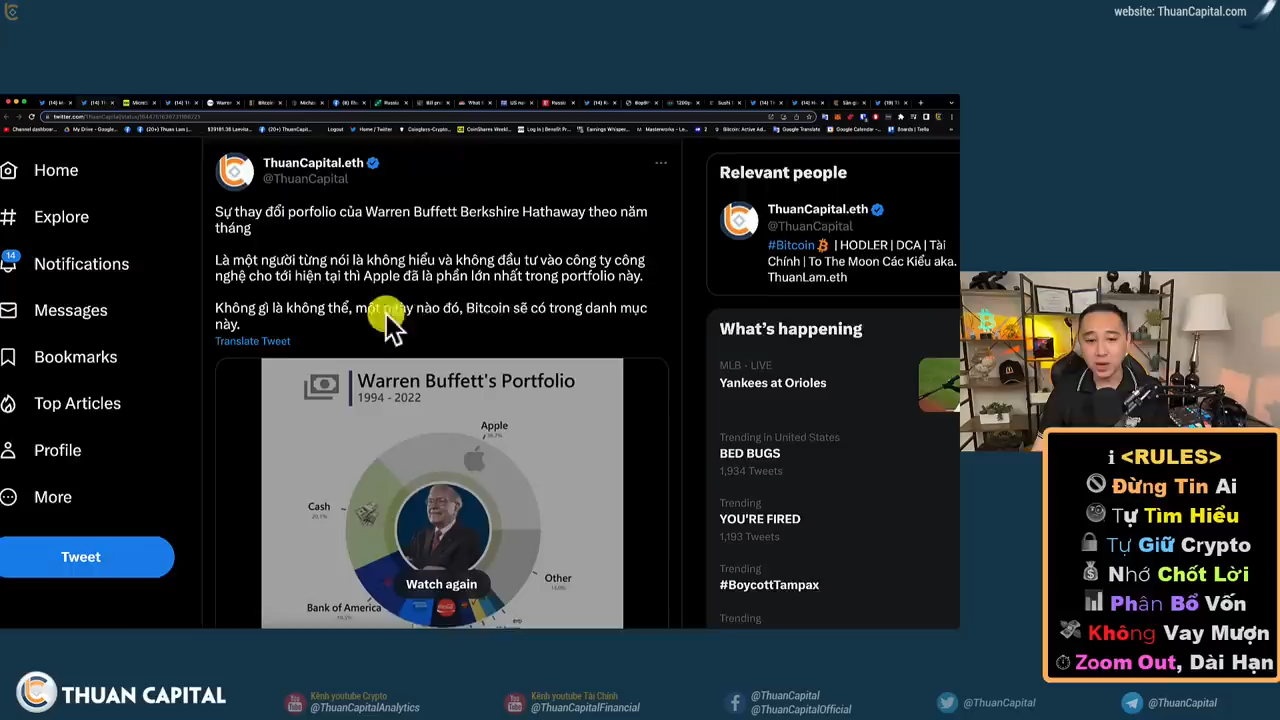 website: ThuanCapital.com
Home
Explore
14
Notifications
Messages
Bookmarks
Top Articles
Profile
More
Tweet
ThuanCapital.eth
@ThuanCapital
Sự thay đổi porfolio của Warren Buffett Berkshire Hathaway theo năm
tháng
Là một người từng nói là không hiểu và không đầu tư vào công ty công
nghệ cho tới hiện tại thì Apple đã là phần lớn nhất trong portfolio này.
Không gì là không thể, một ngày nào đó, Bitcoin sẽ có trong danh mục
này.
Translate Tweet
Warren Buffett's Portfolio
1994 - 2022
Apple
Cash
Other
Bank of America
Watch again
Relevant people
ThuanCapital.eth
@ThuanCapital
#Bitcoin | HODLER | DCA | Tài
Chính | To The Moon Các Kiểu aka.
ThuanLam.eth
What's happening
MLB · LIVE
Yankees at Orioles
Trending in United States
BED BUGS
1,934 Tweets
Trending
YOU'RE FIRED
1,193 Tweets
Trending
#BoycottTampax
Trending
<RULES>
Đừng Tin Ai
Tự Tìm Hiểu
Tự Giữ Crypto
Nhớ Chốt Lời
Phân Bổ Vốn
Không Vay Mượn
Zoom Out, Dài Hạn
THUAN CAPITAL
Kênh youtube Crypto
@ThuanCapitalAnalytics
Kênh youtube Tài Chính
@ThuanCapitalFinancial
@ThuanCapital
@ThuanCapitalOfficial
@ThuanCapital
@ThuanCapital